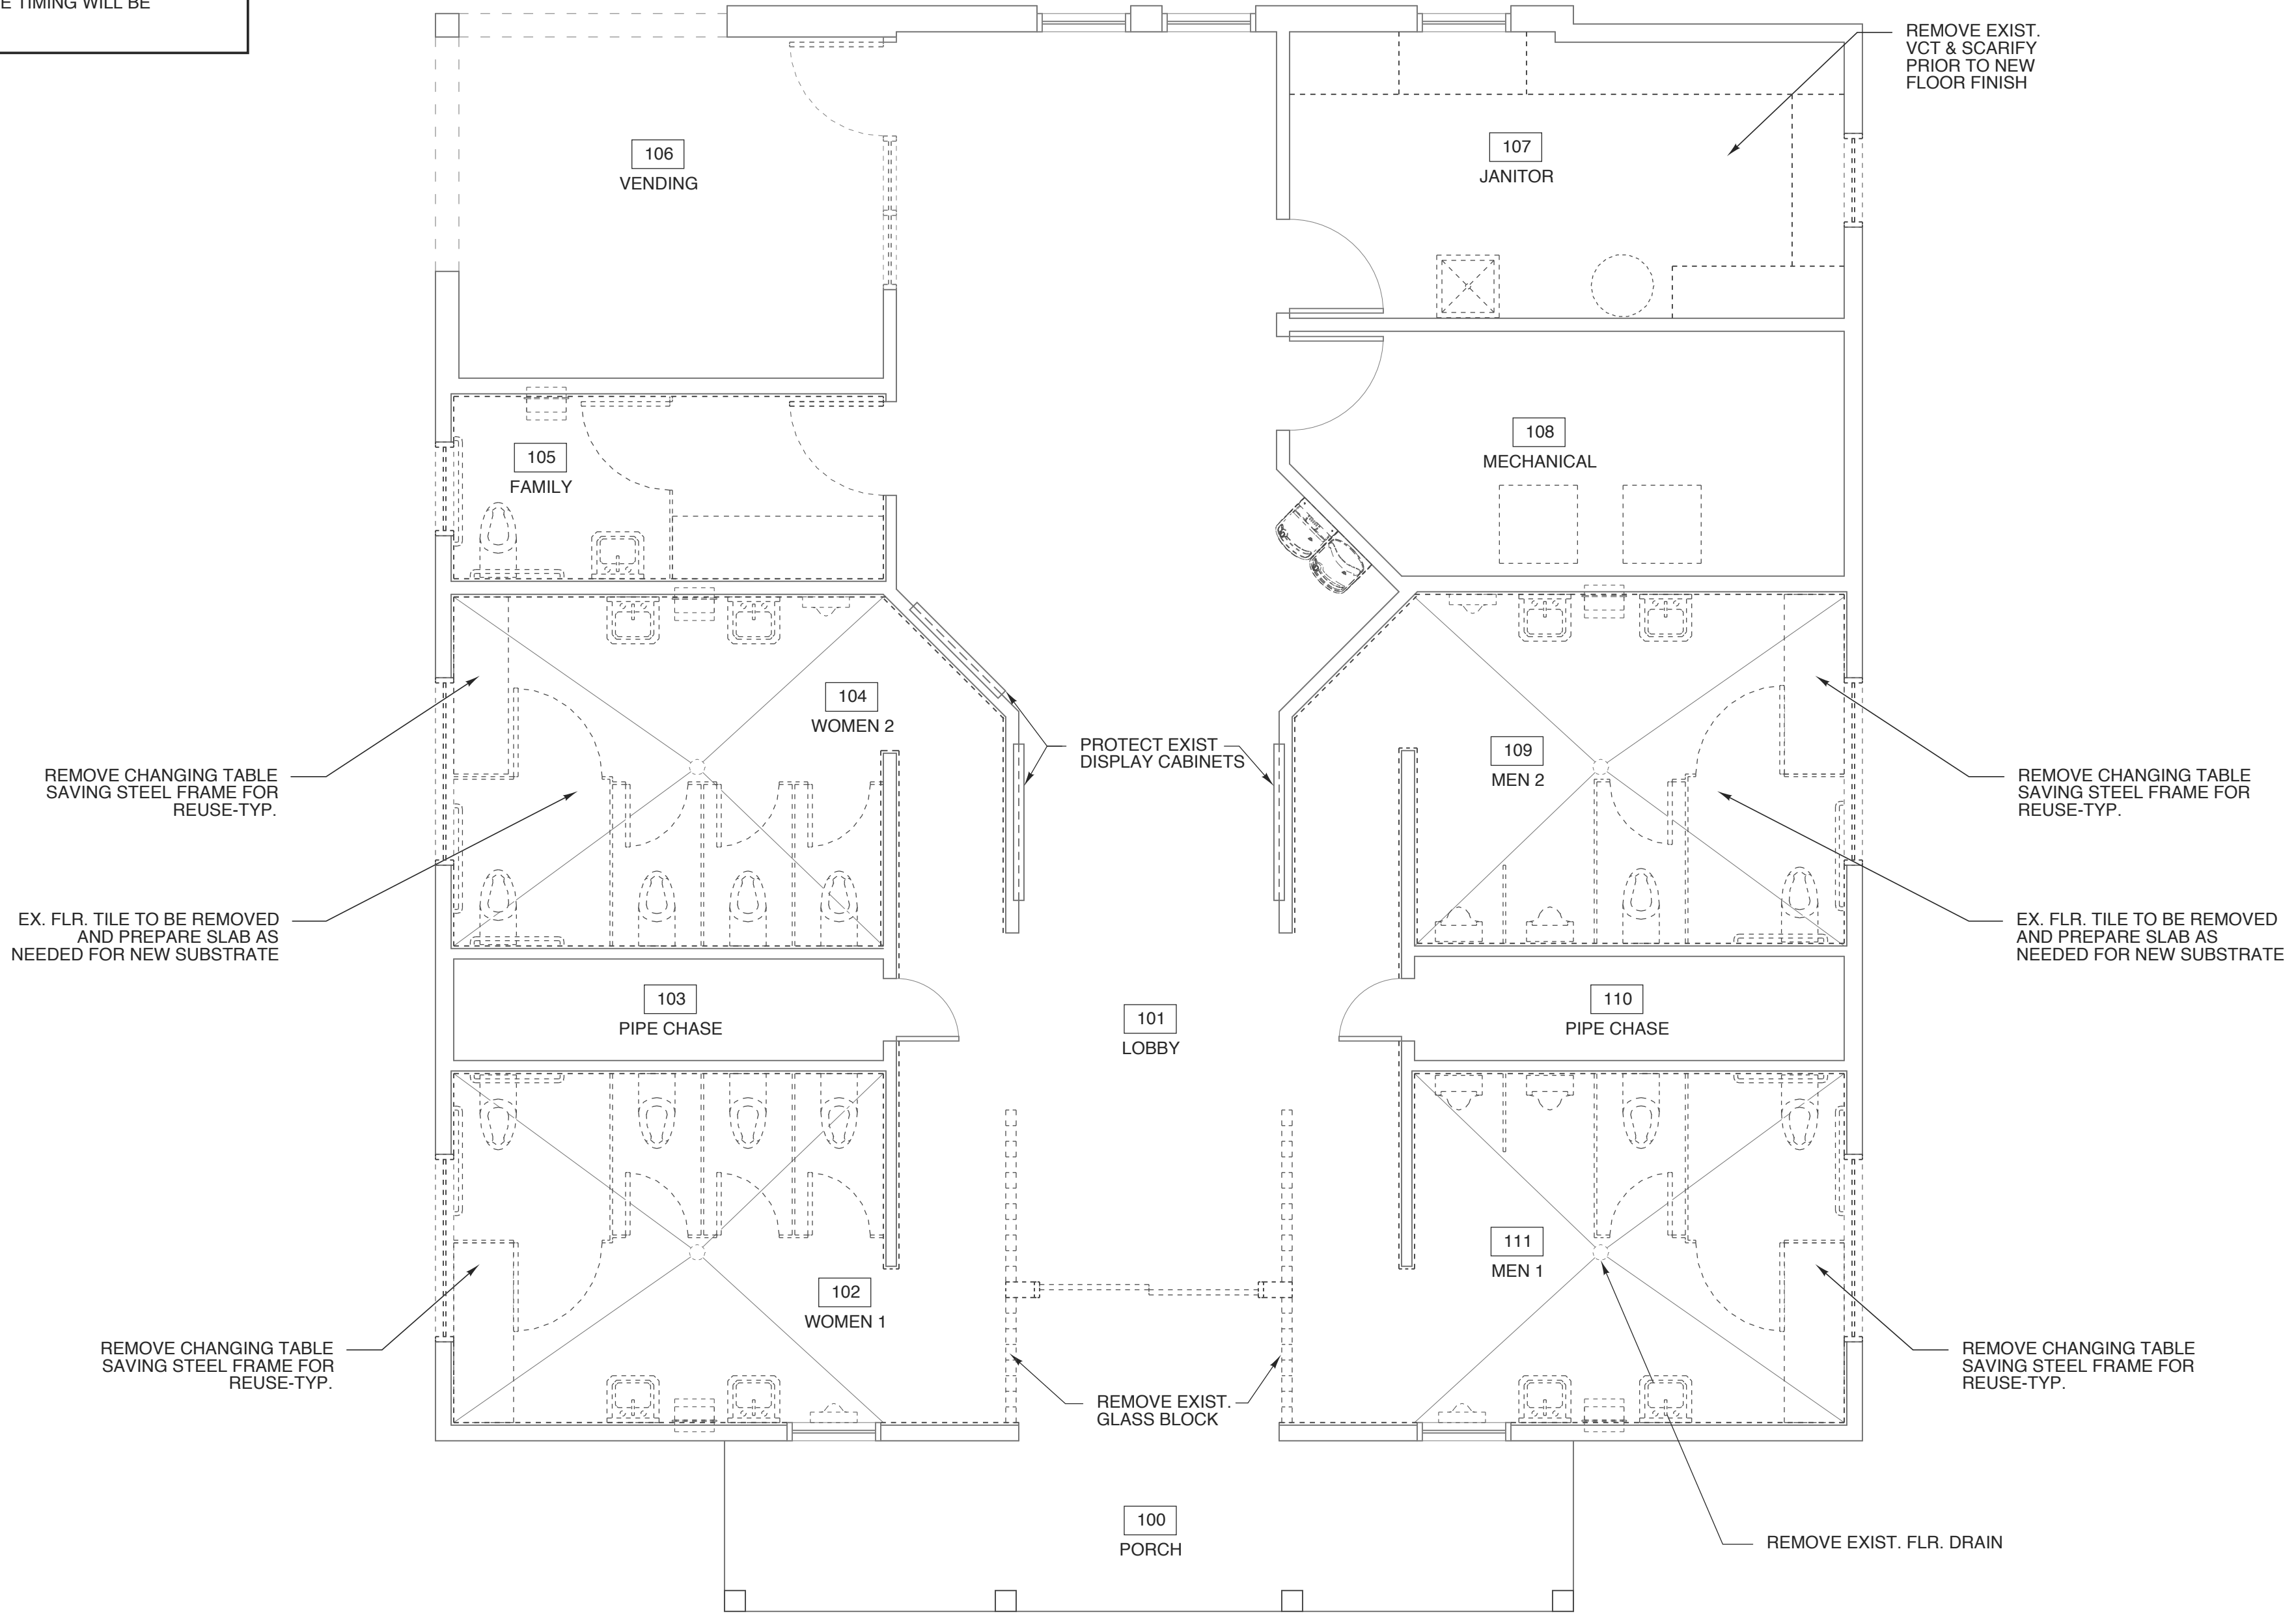 E TIMING WILL BE
REMOVE EXIST.
VCT & SCARIFY
PRIOR TO NEW
FLOOR FINISH
106
VENDING
107
JANITOR
108
MECHANICAL
105
FAMILY
104
WOMEN 2
109
MEN 2
PROTECT EXIST
DISPLAY CABINETS
REMOVE CHANGING TABLE
SAVING STEEL FRAME FOR
REUSE-TYP.
REMOVE CHANGING TABLE
SAVING STEEL FRAME FOR
REUSE-TYP.
EX. FLR. TILE TO BE REMOVED
AND PREPARE SLAB AS
NEEDED FOR NEW SUBSTRATE
EX. FLR. TILE TO BE REMOVED
AND PREPARE SLAB AS
NEEDED FOR NEW SUBSTRATE
103
PIPE CHASE
101
LOBBY
110
PIPE CHASE
102
WOMEN 1
111
MEN 1
REMOVE CHANGING TABLE
SAVING STEEL FRAME FOR
REUSE-TYP.
REMOVE EXIST.
GLASS BLOCK
REMOVE CHANGING TABLE
SAVING STEEL FRAME FOR
REUSE-TYP.
100
PORCH
REMOVE EXIST. FLR. DRAIN